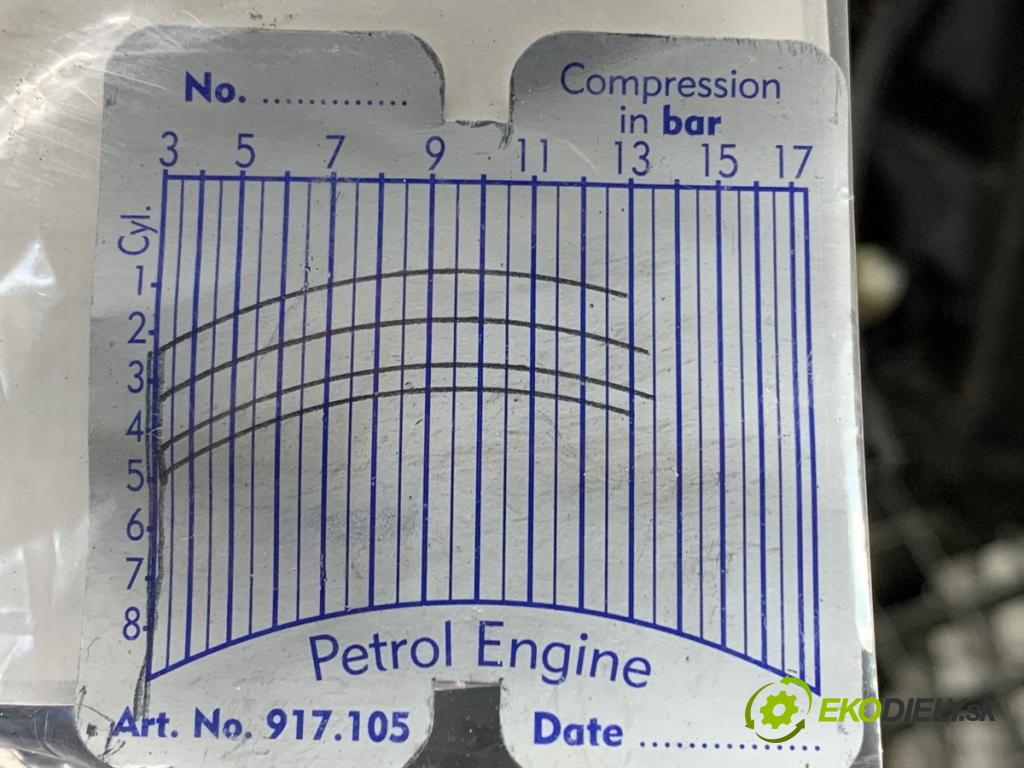 No. .............
Compression
in bar
3 5 7 9 11 13 15 17
Cyl.
1
2
3
4
5
6
7
8
Petrol Engine
Art. No. 917.105
Date ................
EKODIELY.sk